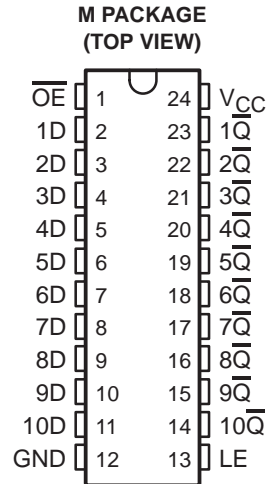 M PACKAGE
(TOP VIEW)
O̅E̅ 1 24 VCC
1D 2 23 1Q̅
2D 3 22 2Q̅
3D 4 21 3Q̅
4D 5 20 4Q̅
5D 6 19 5Q̅
6D 7 18 6Q̅
7D 8 17 7Q̅
8D 9 16 8Q̅
9D 10 15 9Q̅
10D 11 14 10Q̅
GND 12 13 LE